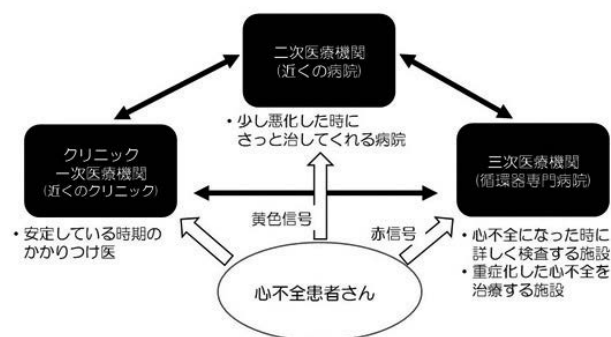 二次医療機関
(近くの病院)
・少し悪化した時に
さっと治してくれる病院
クリニック
一次医療機関
(近くのクリニック)
・安定している時期の
かかりつけ医
三次医療機関
(循環器専門病院)
・心不全になった時に
詳しく検査する施設
・重症化した心不全を
治療する施設
黄色信号
赤信号
心不全患者さん